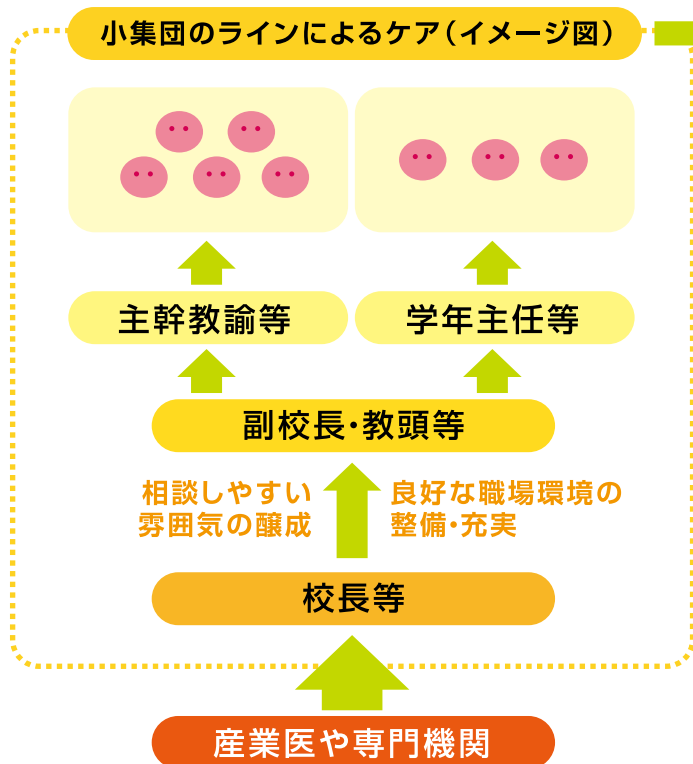 小集団のラインによるケア（イメージ図）
主幹教諭等
学年主任等
副校長・教頭等
相談しやすい
雰囲気の醸成
良好な職場環境の
整備・充実
校長等
産業医や専門機関